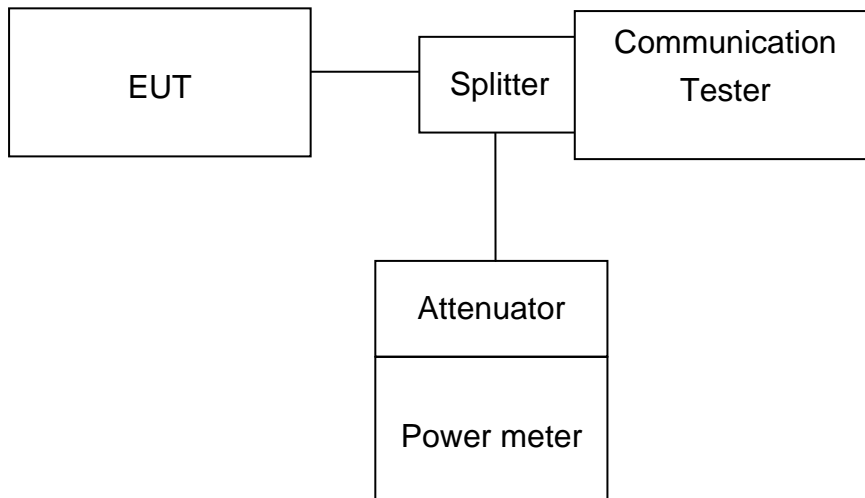 EUT
Splitter
Communication
Tester
Attenuator
Power meter